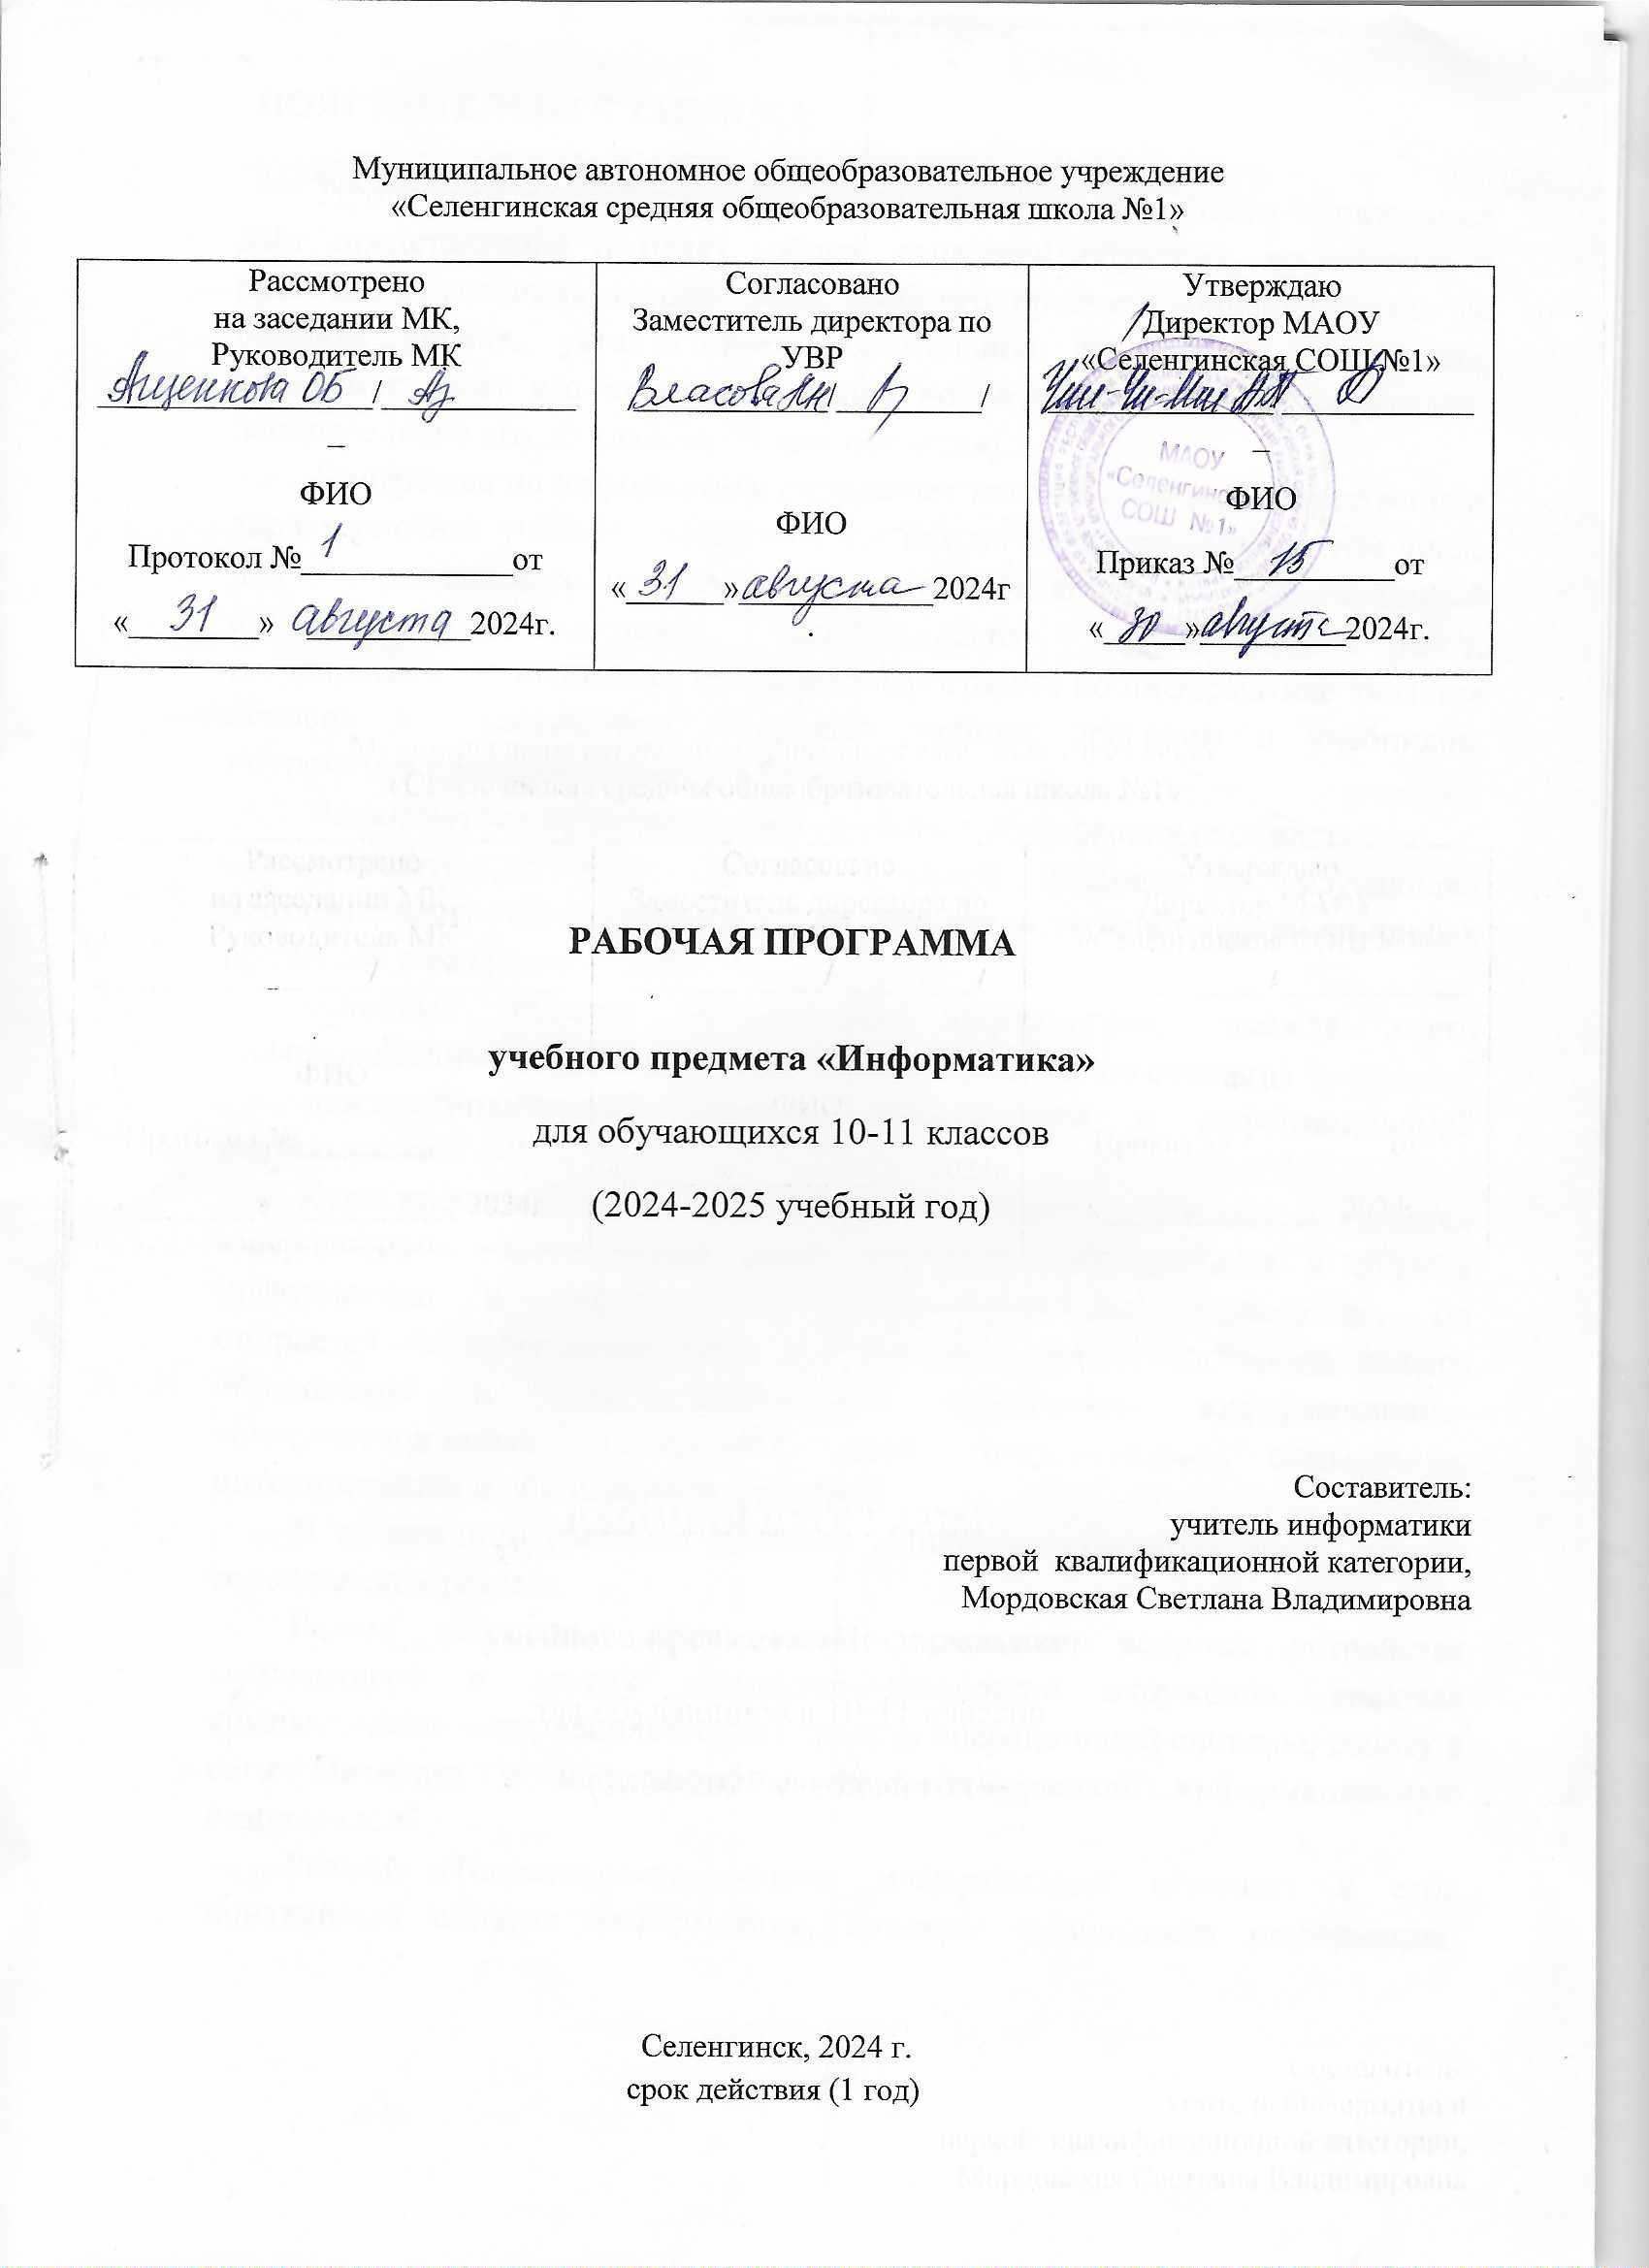 Муниципальное автономное общеобразовательное учреждение
«Селенгинская средняя общеобразовательная школа №1»
Рассмотрено
на заседании МК,
Руководитель МК
ОБ /
–
ФИО
Протокол № 1 от
« 31 » августа 2024г.
Согласовано
Заместитель директора по
УВР
Власова /
ФИО
« 31 » августа 2024г
.
Утверждаю
Директор МАОУ
«Селенгинская СОШ №1»
–
ФИО
Приказ № 15 от
« 30 » августа 2024г.
МАОУ
«Селенгинская
СОШ №1»
РАБОЧАЯ ПРОГРАММА
учебного предмета «Информатика»
для обучающихся 10-11 классов
(2024-2025 учебный год)
Составитель:
учитель информатики
первой квалификационной категории,
Мордовская Светлана Владимировна
Селенгинск, 2024 г.
срок действия (1 год)